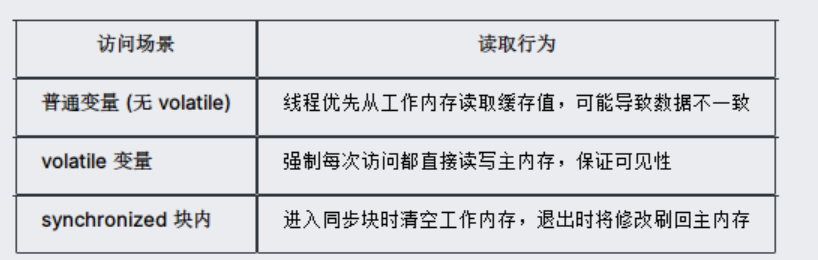 访问场景 读取行为
普通变量 (无 volatile) 线程优先从工作内存读取缓存值，可能导致数据不一致
volatile 变量 强制每次访问都直接读写主内存，保证可见性
synchronized 块内 进入同步块时清空工作内存，退出时将修改刷回主内存